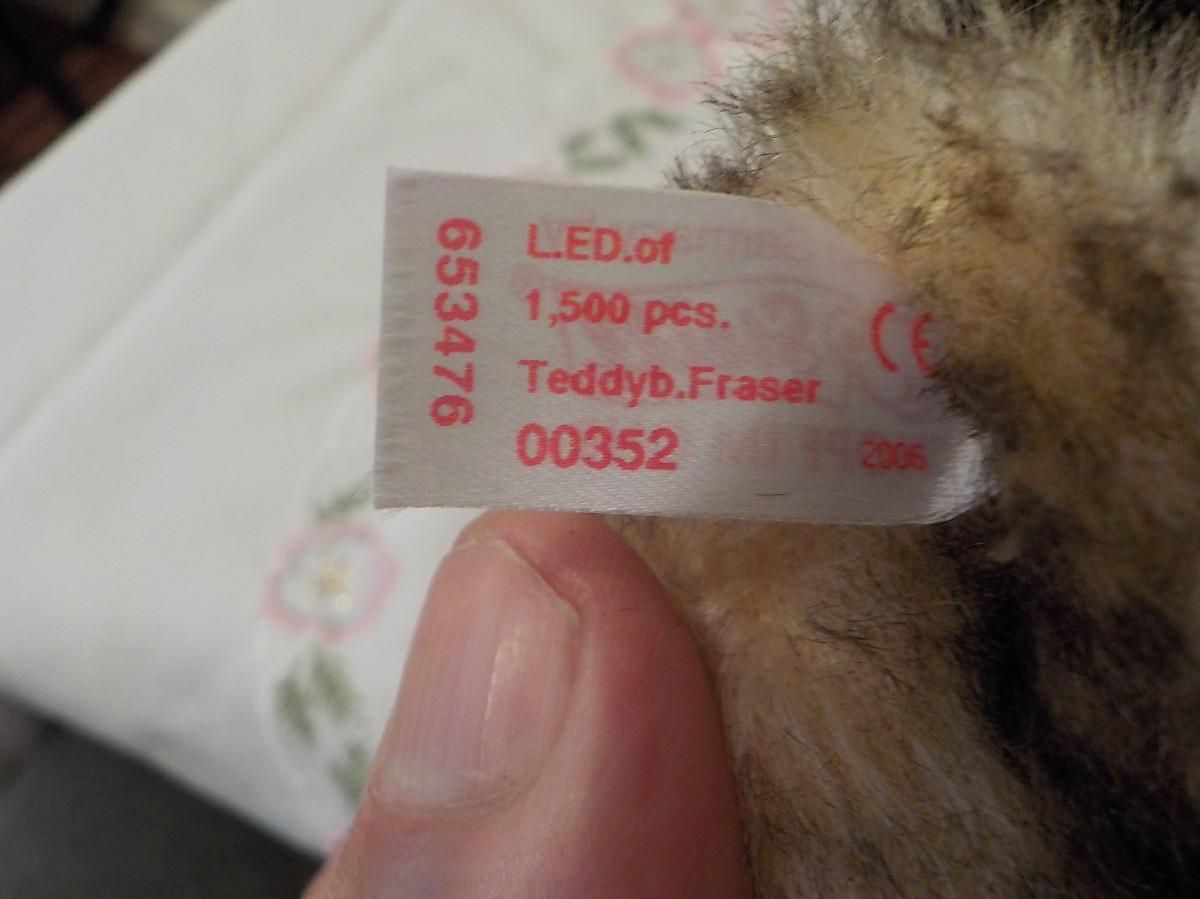 653476
L.ED.of
1,500 pcs.
Teddyb.Fraser
00352
CE
2006